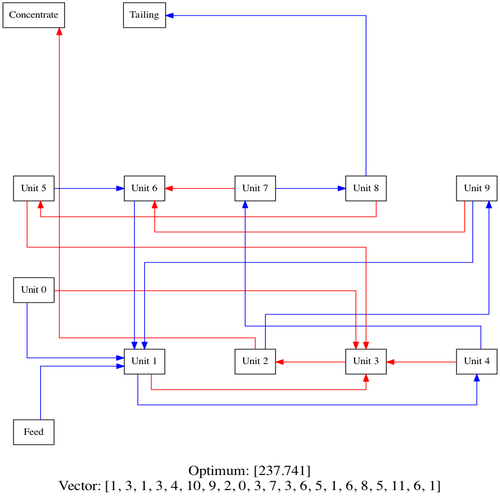 Concentrate
Tailing
Unit 5
Unit 6
Unit 7
Unit 8
Unit 9
Unit 0
Unit 1
Unit 2
Unit 3
Unit 4
Feed
Optimum: [237.741]
Vector: [1, 3, 1, 3, 4, 10, 9, 2, 0, 3, 7, 3, 6, 5, 1, 6, 8, 5, 11, 6, 1]